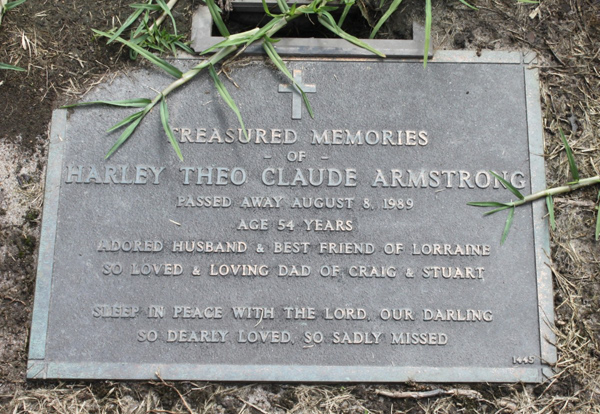 TREASURED MEMORIES
- OF -
HARLEY THEO CLAUDE ARMSTRONG
PASSED AWAY AUGUST 8, 1989
AGE 54 YEARS
ADORED HUSBAND & BEST FRIEND OF LORRAINE
SO LOVED & LOVING DAD OF CRAIG & STUART
SLEEP IN PEACE WITH THE LORD, OUR DARLING
SO DEARLY LOVED, SO SADLY MISSED
1445